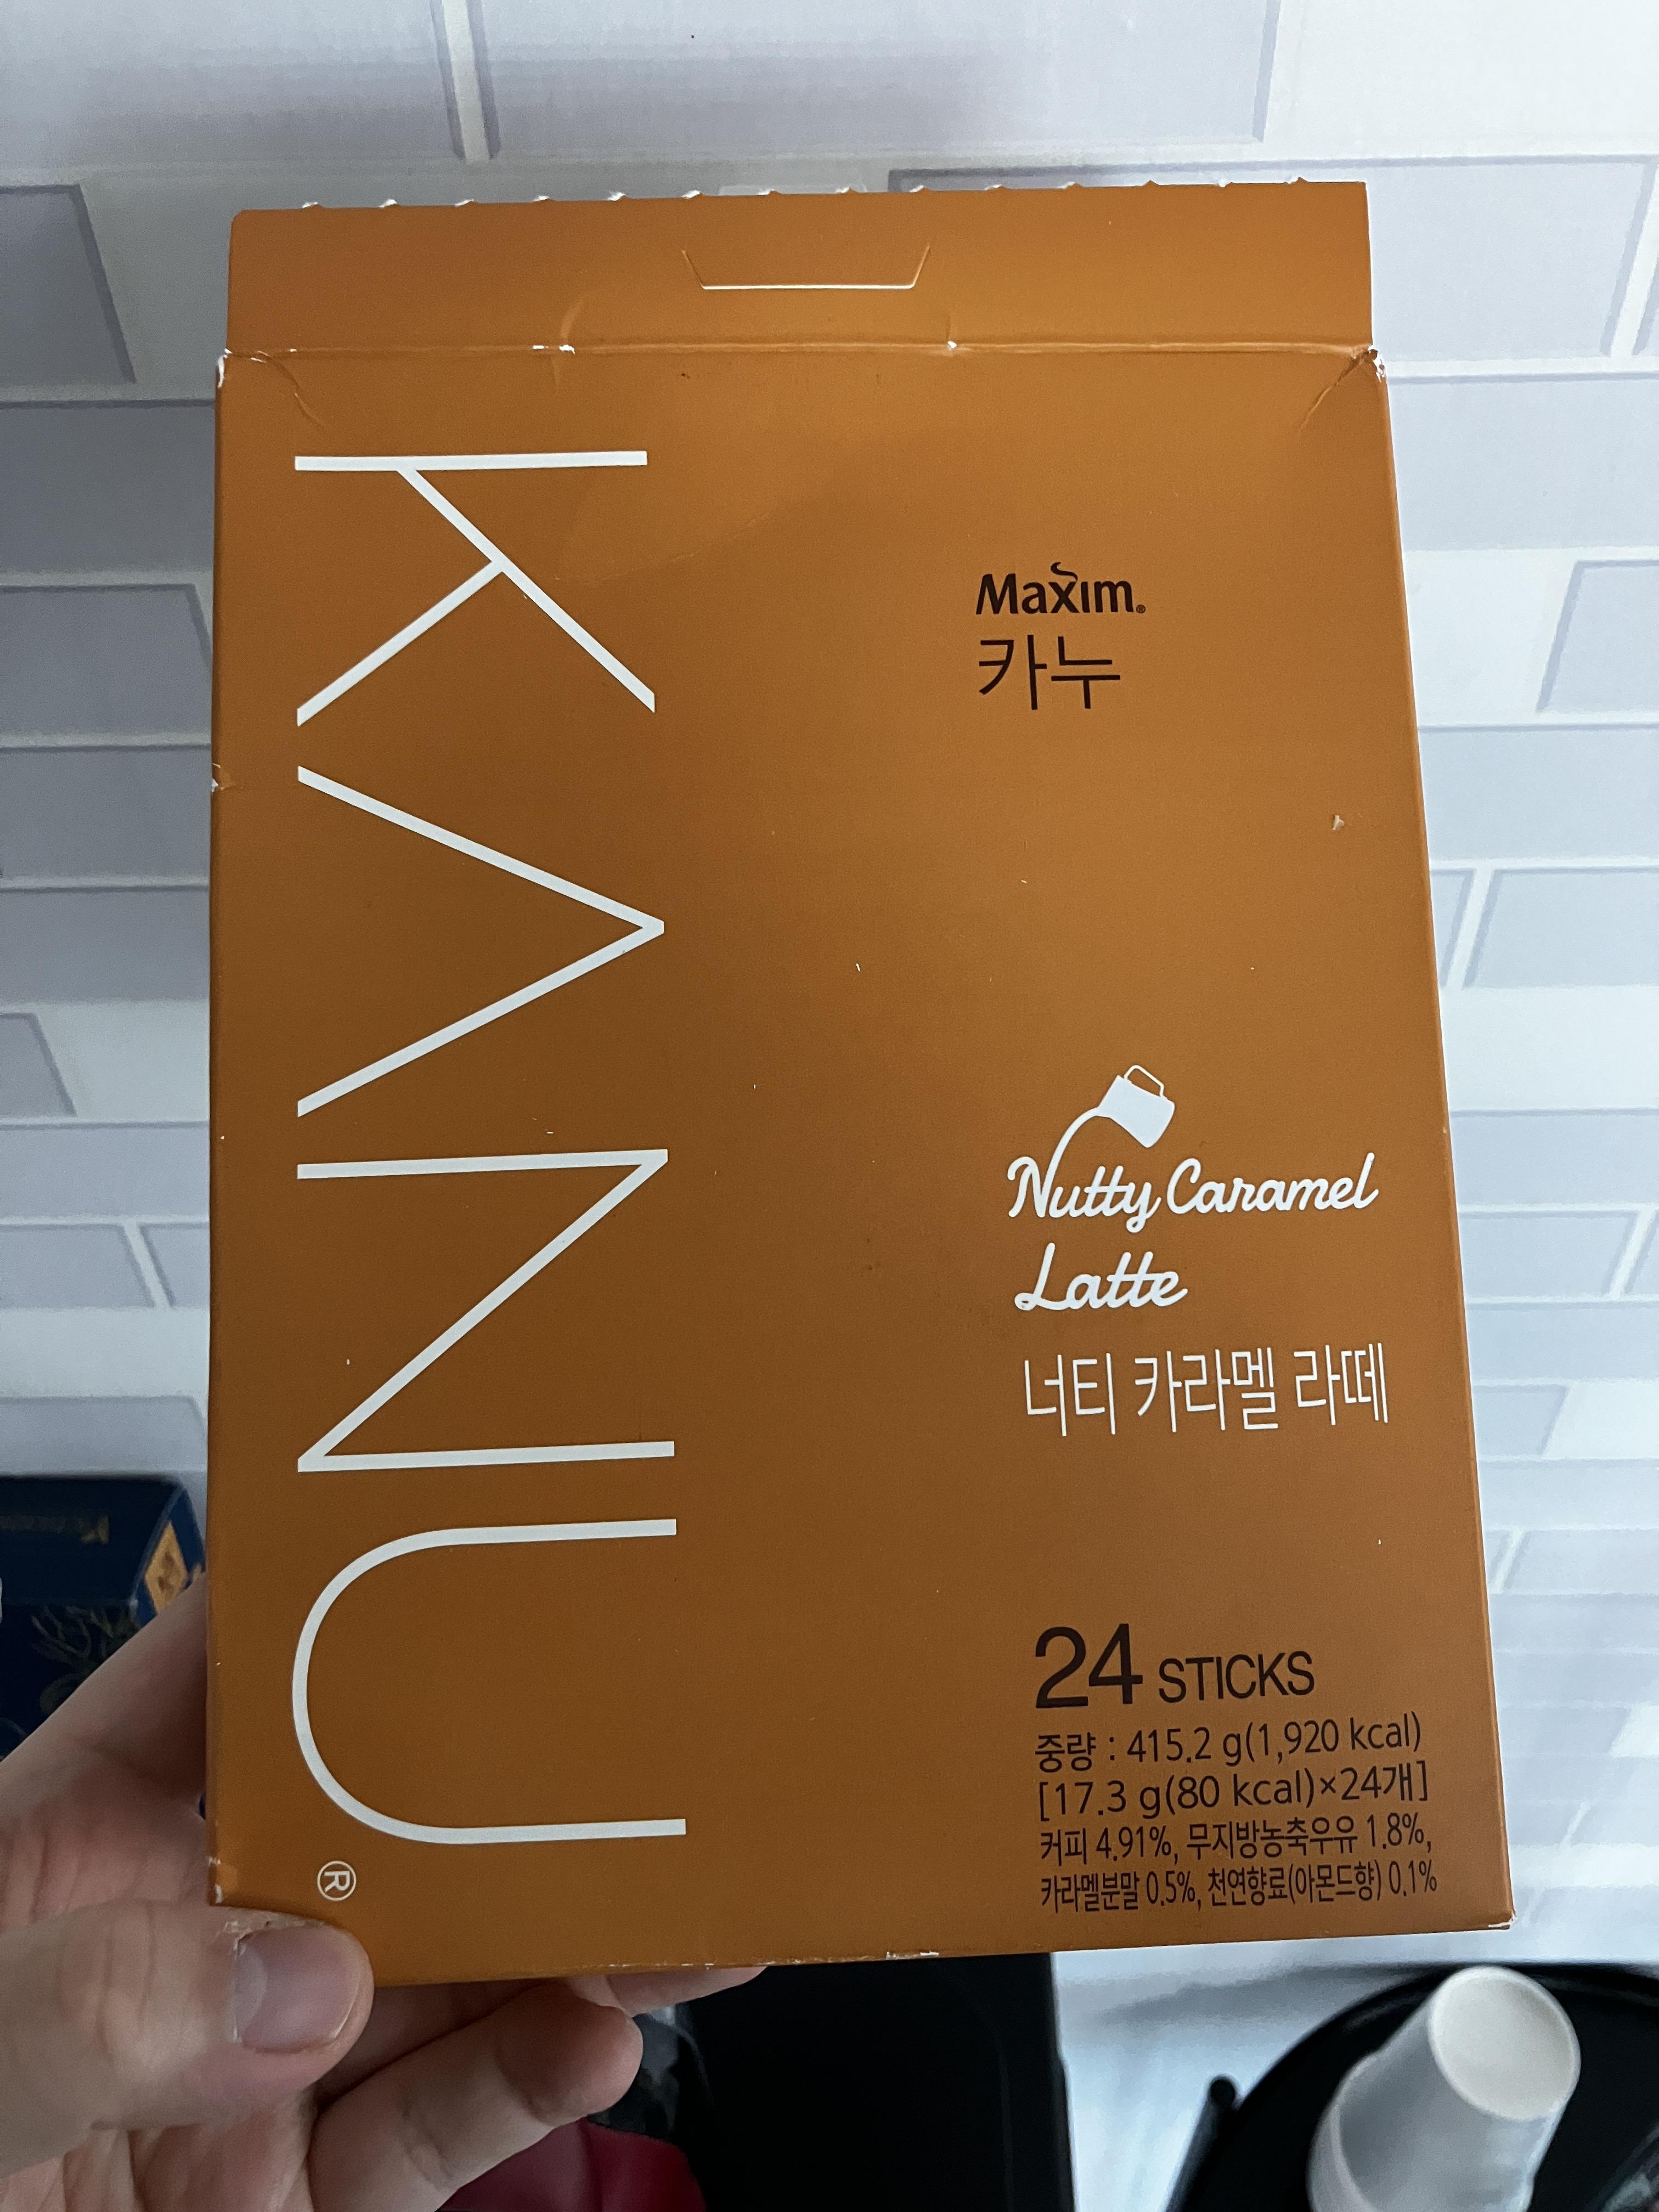 KANU®
Maxim®
카누
Nutty Caramel
Latte
너티 카라멜 라떼
24 STICKS
중량 : 415.2 g(1,920 kcal)
[17.3 g(80 kcal)×24개]
커피 4.91%, 무지방농축우유 1.8%,
카라멜분말 0.5%, 천연향료(아몬드향) 0.1%